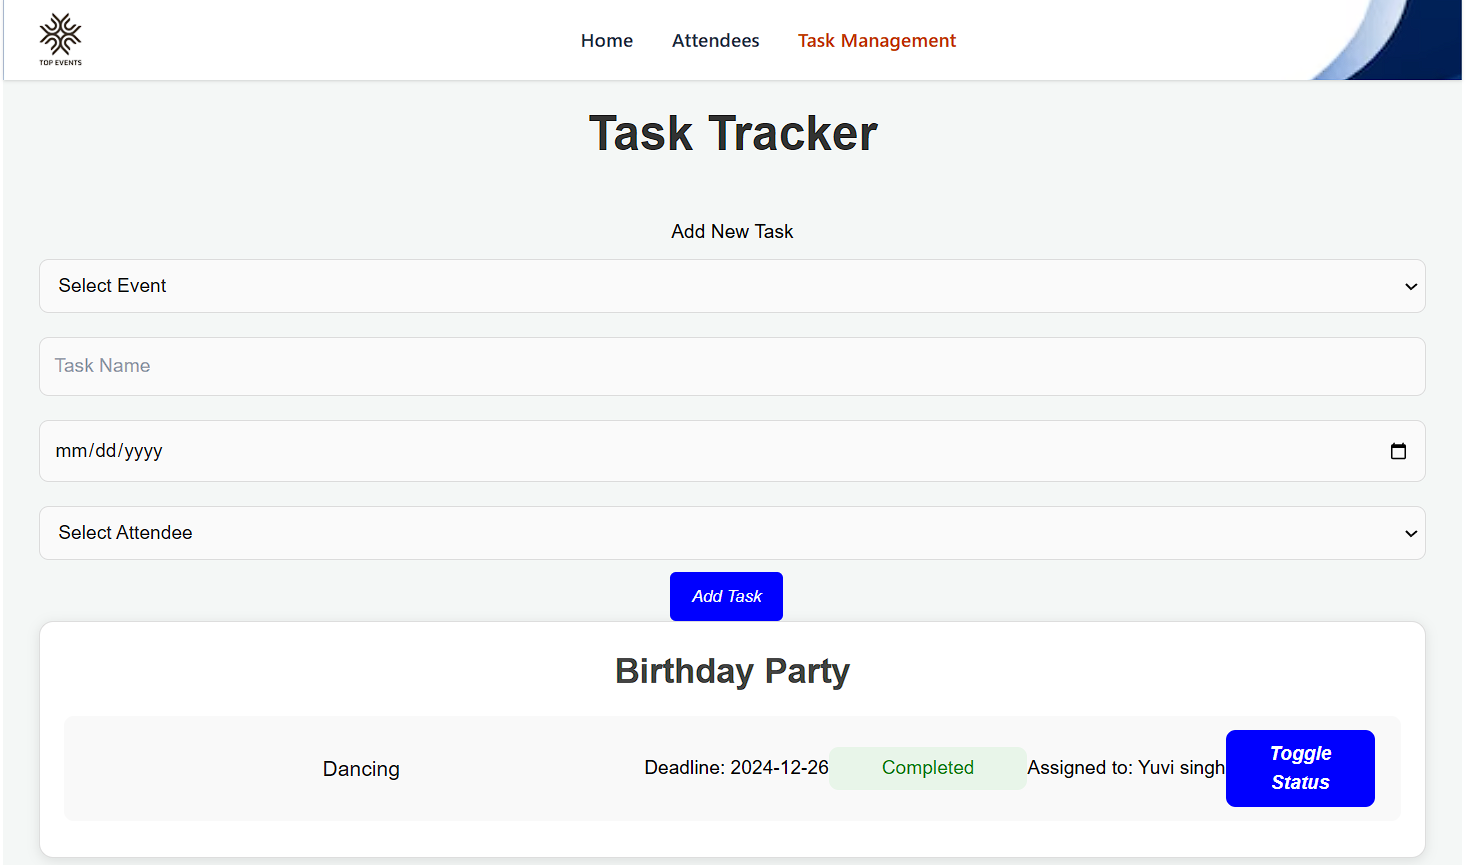 TOP EVENTS
Home Attendees Task Management
Task Tracker
Add New Task
Select Event
Task Name
mm/dd/yyyy
Select Attendee
Add Task
Birthday Party
Dancing Deadline: 2024-12-26 Completed Assigned to: Yuvi singh Toggle
Status